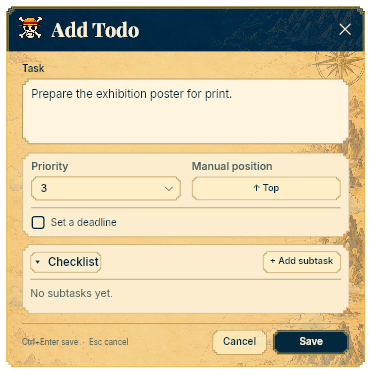 Add Todo
Task
Prepare the exhibition poster for print.
Priority
Manual position
3
↑ Top
Set a deadline
Checklist
+ Add subtask
No subtasks yet.
Ctrl+Enter save · Esc cancel
Cancel
Save